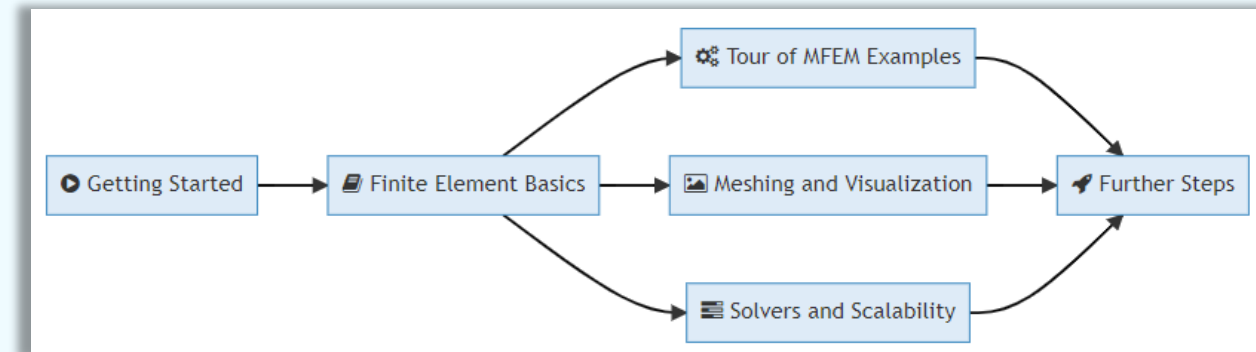 Tour of MFEM Examples
Getting Started
Finite Element Basics
Meshing and Visualization
Further Steps
Solvers and Scalability